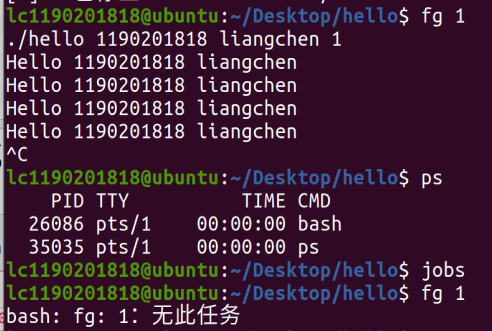 lc1190201818@ubuntu:~/Desktop/hello$ fg 1
./hello 1190201818 liangchen 1
Hello 1190201818 liangchen
Hello 1190201818 liangchen
Hello 1190201818 liangchen
Hello 1190201818 liangchen
^C
lc1190201818@ubuntu:~/Desktop/hello$ ps
    PID TTY          TIME CMD
  26086 pts/1    00:00:00 bash
  35035 pts/1    00:00:00 ps
lc1190201818@ubuntu:~/Desktop/hello$ jobs
lc1190201818@ubuntu:~/Desktop/hello$ fg 1
bash: fg: 1: 无此任务